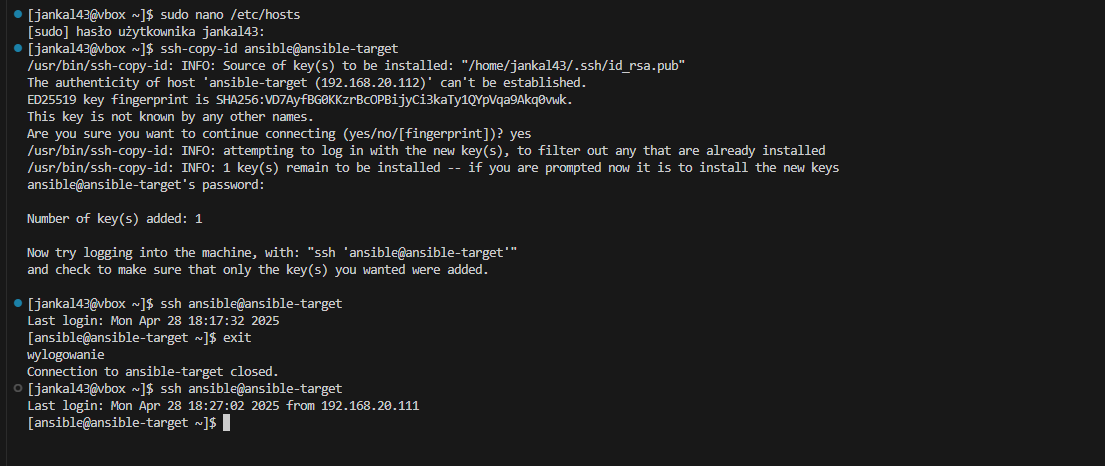 [jankal43@vbox ~]$ sudo nano /etc/hosts
[sudo] hasło użytkownika jankal43:
[jankal43@vbox ~]$ ssh-copy-id ansible@ansible-target
/usr/bin/ssh-copy-id: INFO: Source of key(s) to be installed: "/home/jankal43/.ssh/id_rsa.pub"
The authenticity of host 'ansible-target (192.168.20.112)' can't be established.
ED25519 key fingerprint is SHA256:VD7AyfBG0KKzrBcOPBijyCi3kaTy1QYpVqa9Akq0vwk.
This key is not known by any other names.
Are you sure you want to continue connecting (yes/no/[fingerprint])? yes
/usr/bin/ssh-copy-id: INFO: attempting to log in with the new key(s), to filter out any that are already installed
/usr/bin/ssh-copy-id: INFO: 1 key(s) remain to be installed -- if you are prompted now it is to install the new keys
ansible@ansible-target's password:
Number of key(s) added: 1
Now try logging into the machine, with: "ssh 'ansible@ansible-target'"
and check to make sure that only the key(s) you wanted were added.
[jankal43@vbox ~]$ ssh ansible@ansible-target
Last login: Mon Apr 28 18:17:32 2025
[ansible@ansible-target ~]$ exit
wylogowanie
Connection to ansible-target closed.
[jankal43@vbox ~]$ ssh ansible@ansible-target
Last login: Mon Apr 28 18:27:02 2025 from 192.168.20.111
[ansible@ansible-target ~]$